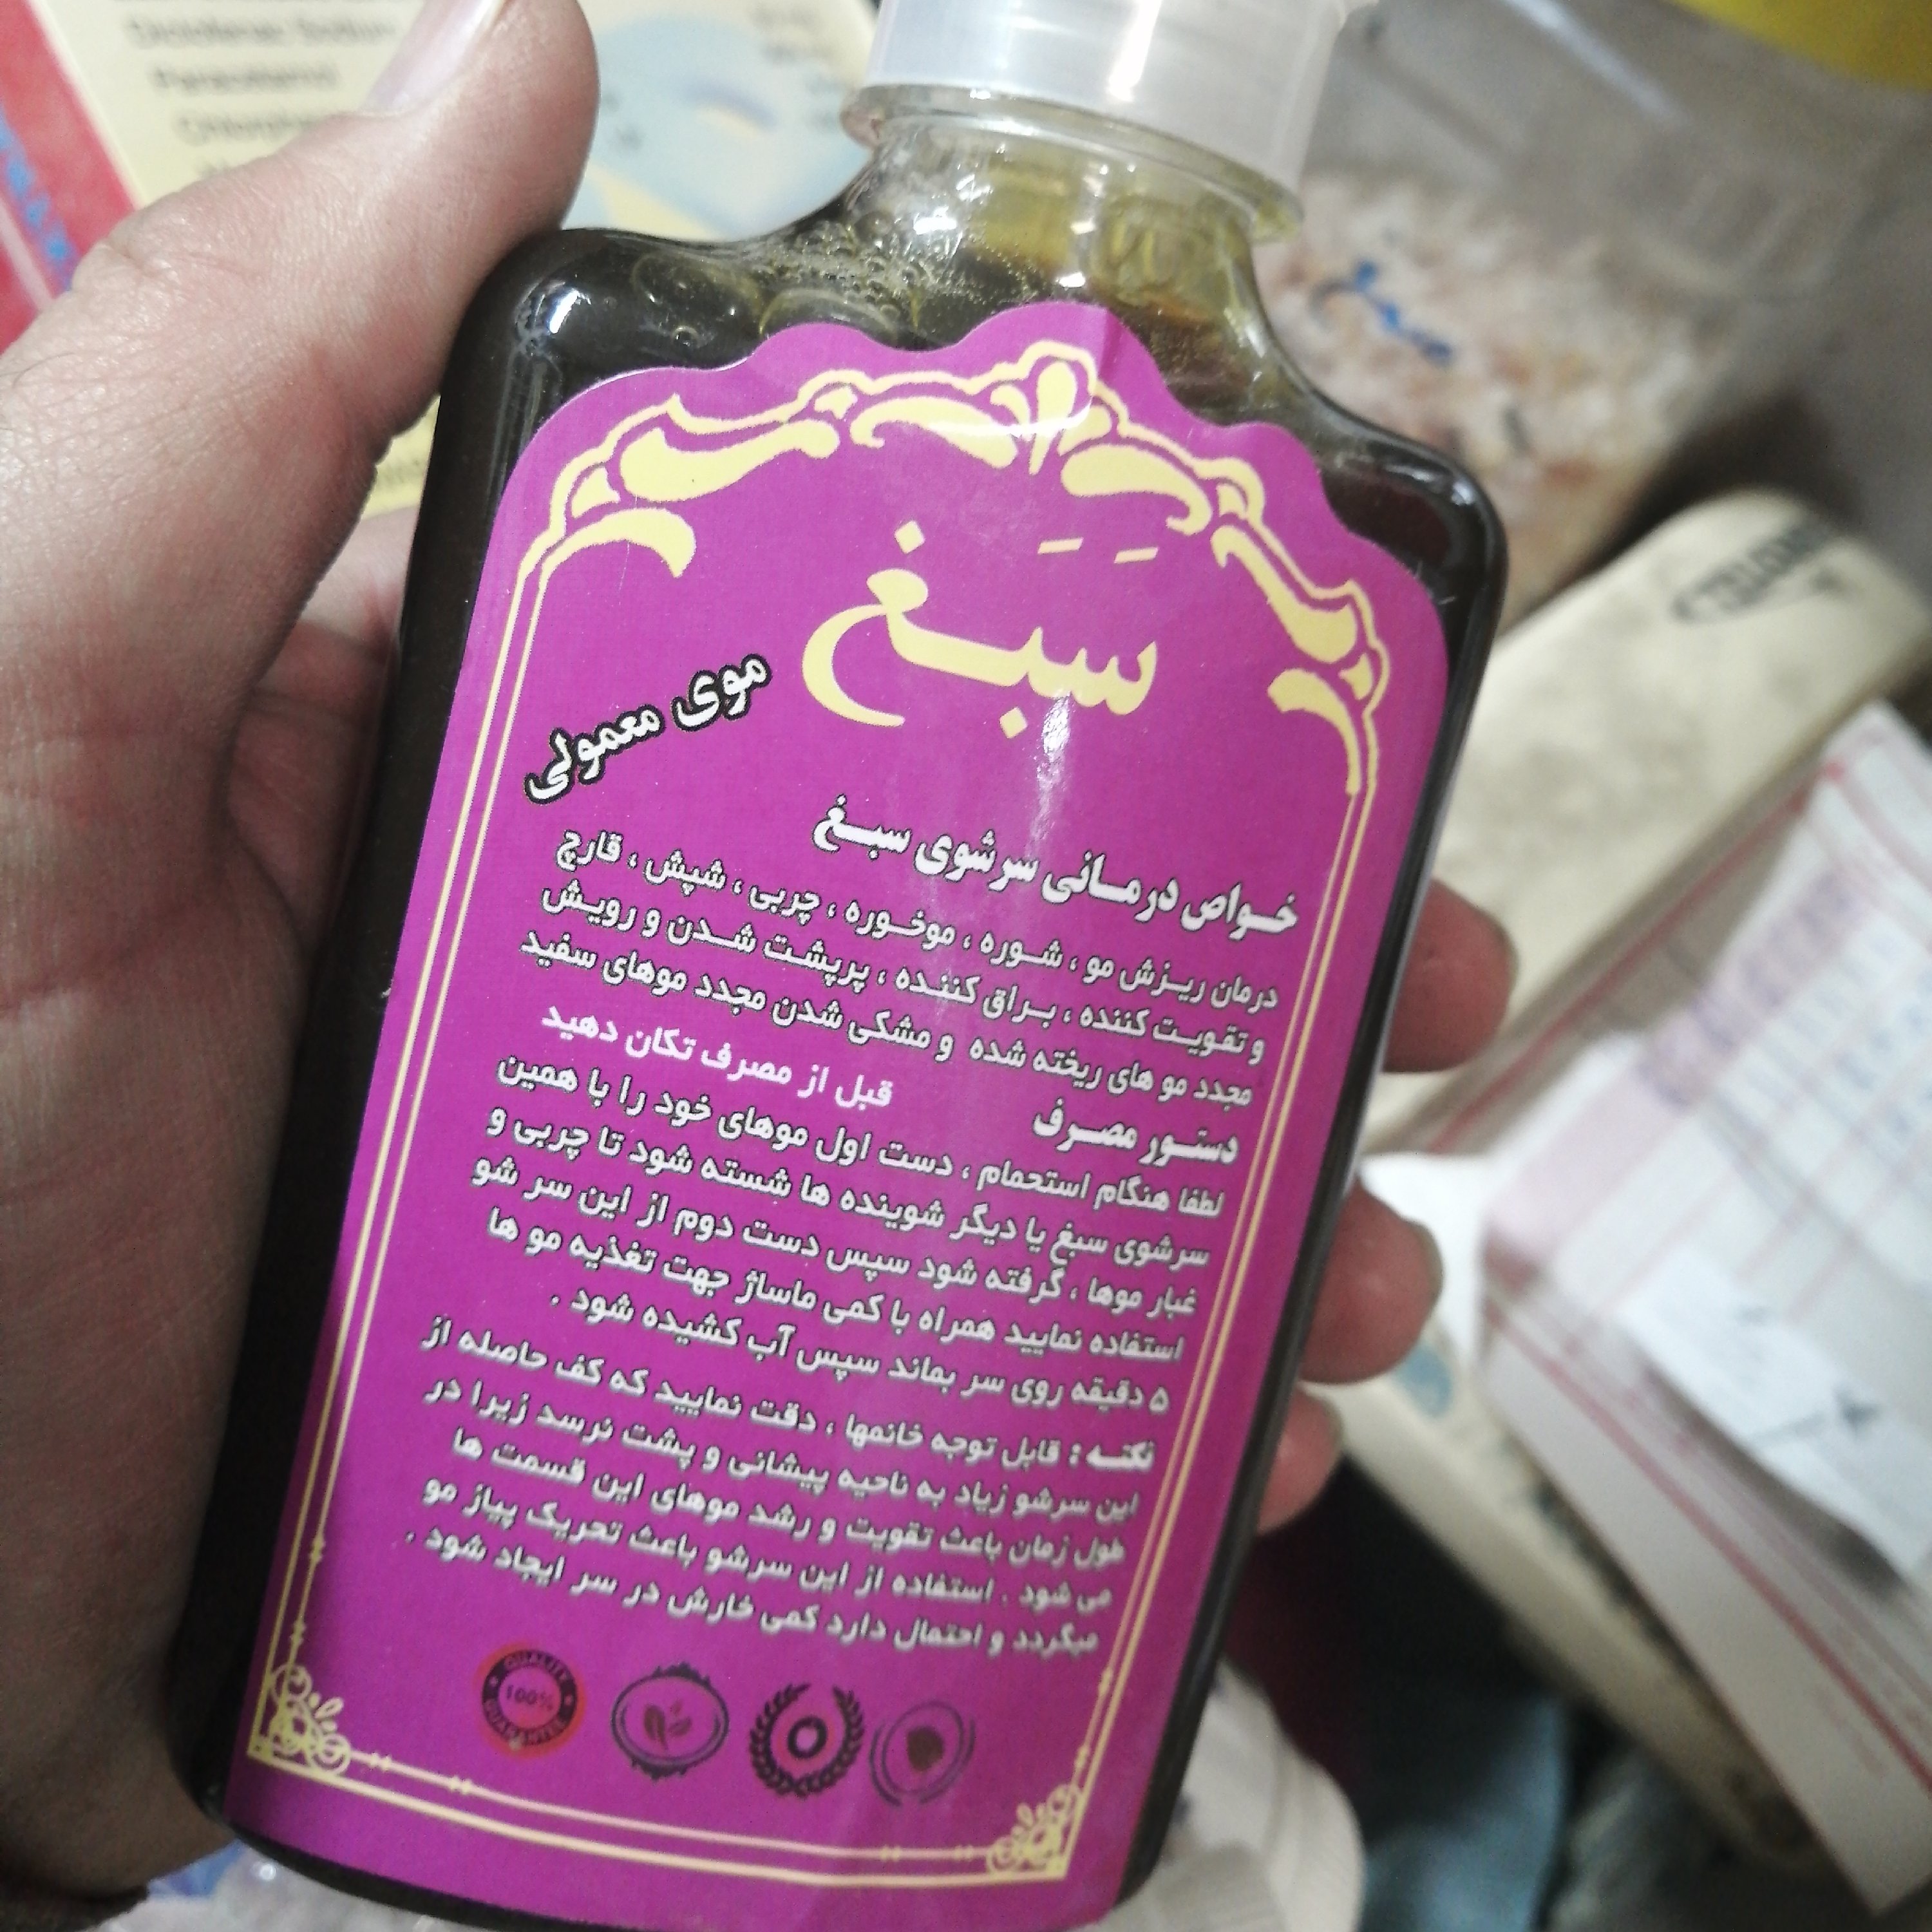 Diclofenac Sodium
Paracetamol
سَبَغ
موی معمولی
خواص درمانی سرشوی سبغ
درمان ریزش مو ، شوره ، موخوره ، چربی ، شپش ، قارچ
و تقویت کننده ، براق کننده ، پرپشت شدن و رویش
مجدد مو های ریخته شده و مشکی شدن مجدد موهای سفید
قبل از مصرف تکان دهید
دستور مصرف
لطفا هنگام استحمام ، دست اول موهای خود را با همین
سرشوی سبغ یا دیگر شوینده ها شسته شود تا چربی و
غبار موها ، گرفته شود سپس دست دوم از این سر شو
استفاده نمایید همراه با کمی ماساژ جهت تغذیه مو ها
۵ دقیقه روی سر بماند سپس آب کشیده شود .
نکته : قابل توجه خانمها ، دقت نمایید که کف حاصله از
این سرشو زیاد به ناحیه پیشانی و پشت نرسد زیرا در
طول زمان باعث تقویت و رشد موهای این قسمت ها
می شود . استفاده از این سرشو باعث تحریک پیاز مو
میگردد و احتمال دارد کمی خارش در سر ایجاد شود .
QUALITY
100%
GUARANTEE